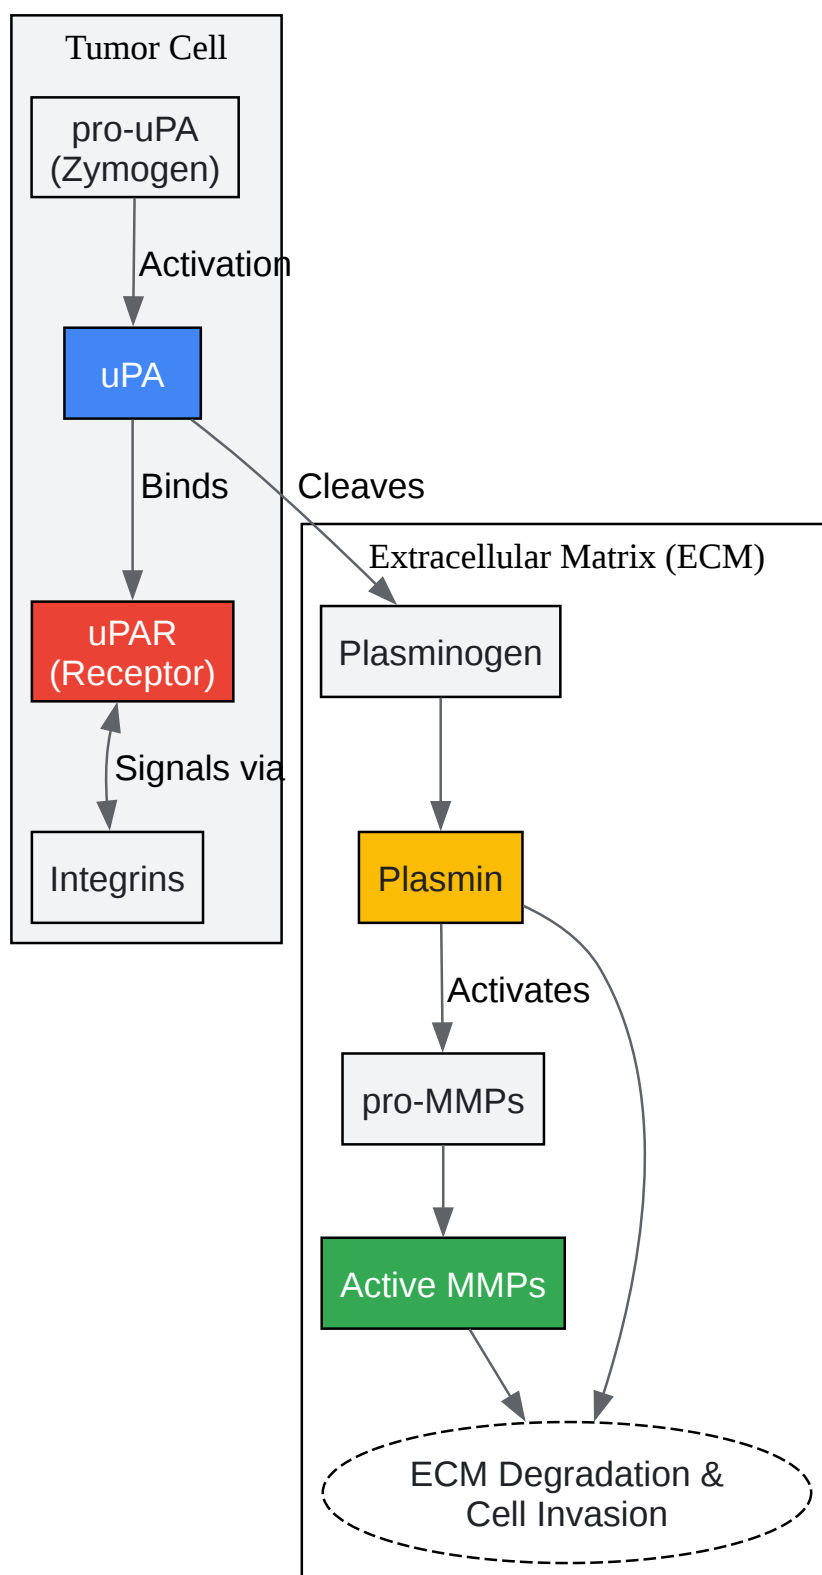 Tumor Cell
pro-uPA
(Zymogen)
Activation
uPA
Binds
Cleaves
uPAR
(Receptor)
Signals via
Integrins
Extracellular Matrix (ECM)
Plasminogen
Plasmin
Activates
pro-MMPs
Active MMPs
ECM Degradation &
Cell Invasion